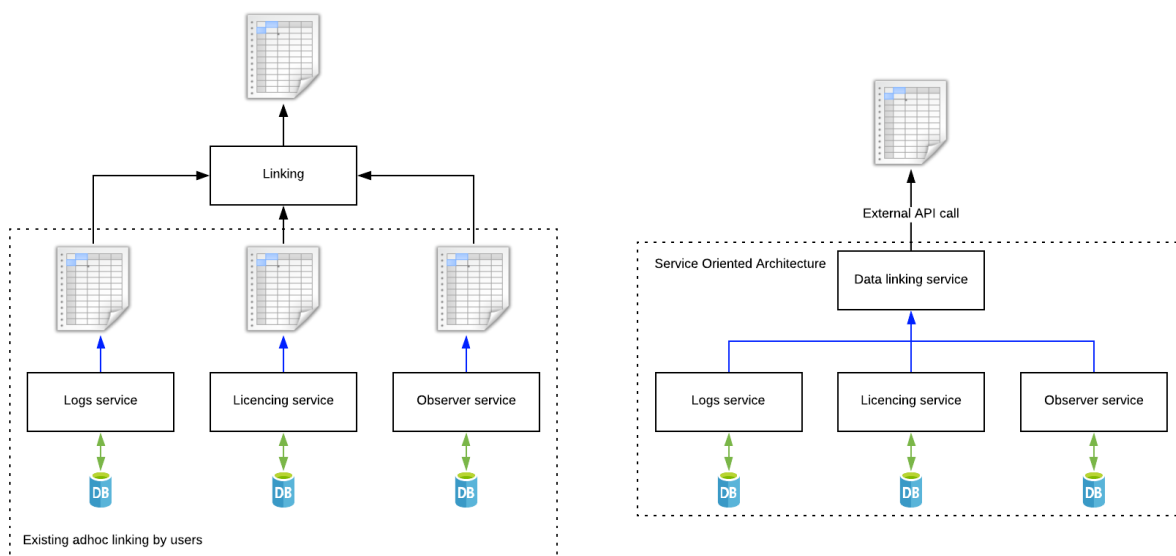 Linking
Logs service
Licencing service
Observer service
DB
DB
DB
Existing adhoc linking by users
External API call
Service Oriented Architecture
Data linking service
Logs service
Licencing service
Observer service
DB
DB
DB